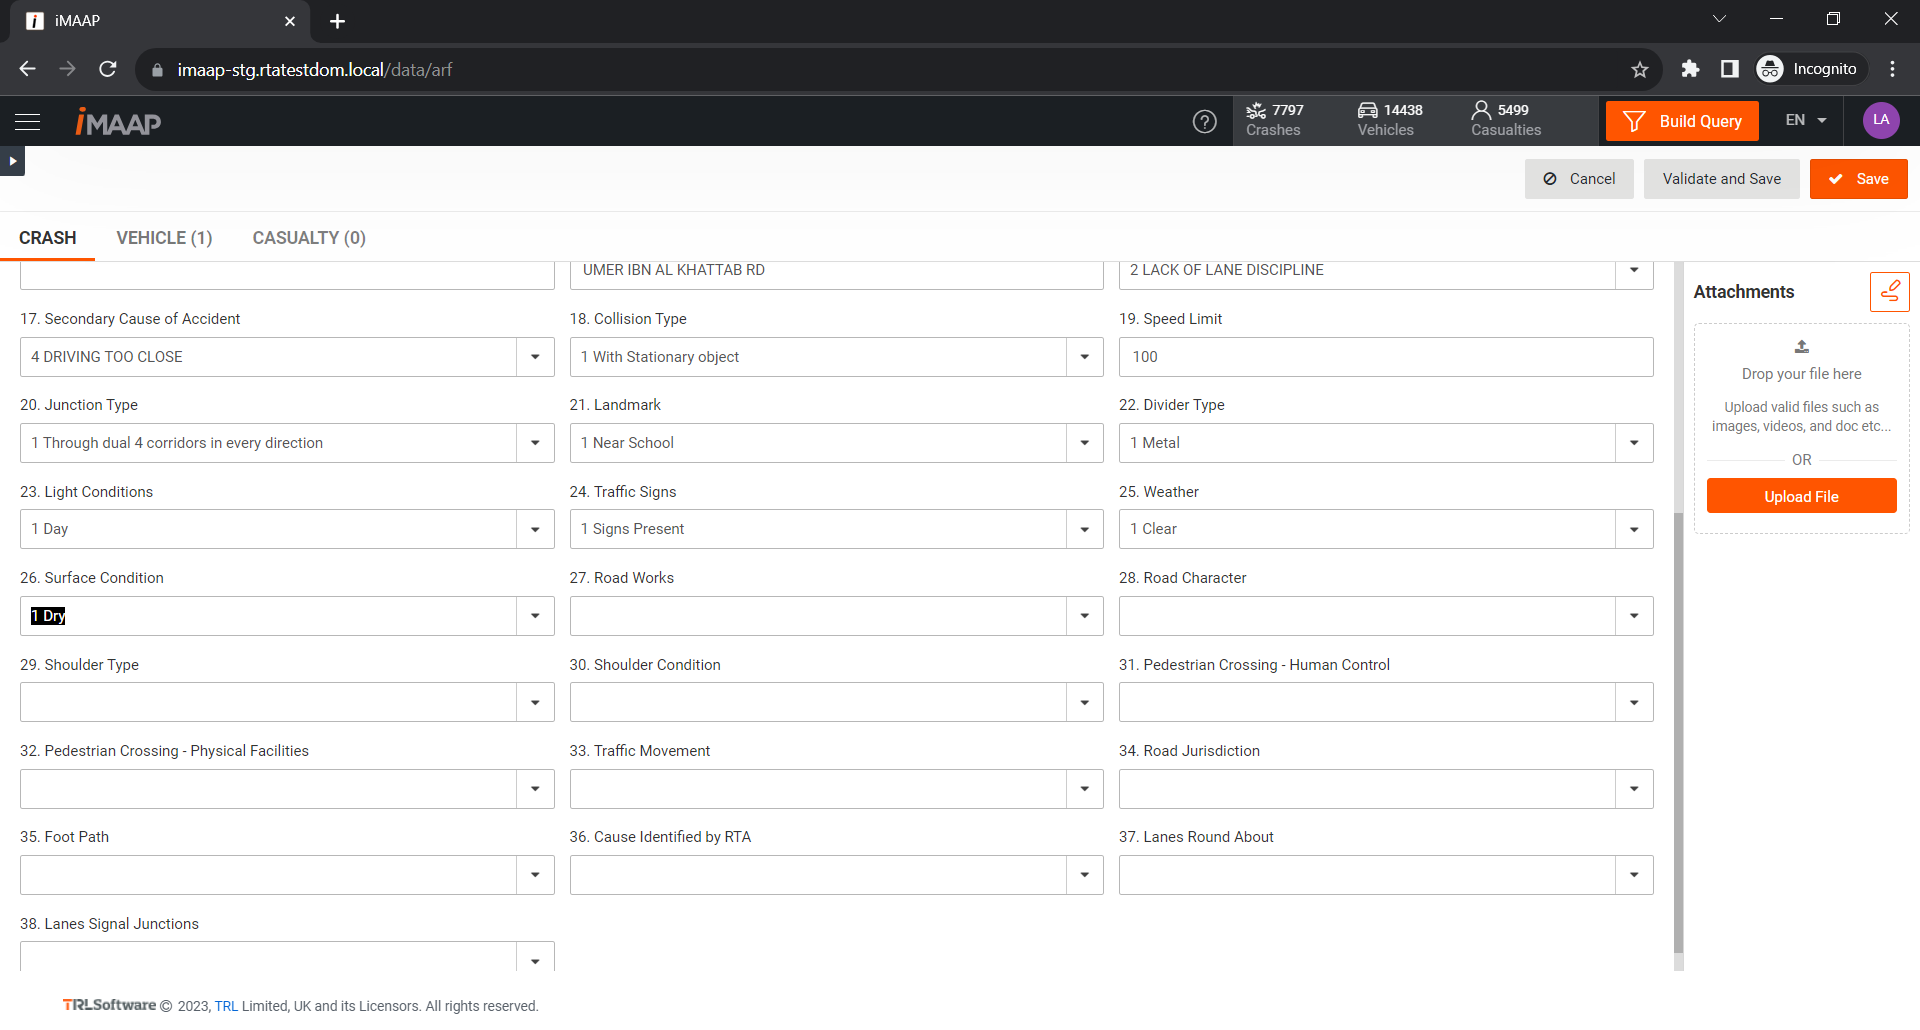 iMAAP
imaap-stg.rtatestdom.local/data/arf
Incognito
iMAAP
7797
Crashes
14438
Vehicles
5499
Casualties
Build Query
EN
LA
Cancel
Validate and Save
Save
CRASH
VEHICLE (1)
CASUALTY (0)
UMER IBN AL KHATTAB RD
2 LACK OF LANE DISCIPLINE
17. Secondary Cause of Accident
18. Collision Type
19. Speed Limit
4 DRIVING TOO CLOSE
1 With Stationary object
100
20. Junction Type
21. Landmark
22. Divider Type
1 Through dual 4 corridors in every direction
1 Near School
1 Metal
23. Light Conditions
24. Traffic Signs
25. Weather
1 Day
1 Signs Present
1 Clear
26. Surface Condition
27. Road Works
28. Road Character
1 Dry
29. Shoulder Type
30. Shoulder Condition
31. Pedestrian Crossing - Human Control
32. Pedestrian Crossing - Physical Facilities
33. Traffic Movement
34. Road Jurisdiction
35. Foot Path
36. Cause Identified by RTA
37. Lanes Round About
38. Lanes Signal Junctions
Attachments
Drop your file here
Upload valid files such as
images, videos, and doc etc...
OR
Upload File
TRLSoftware © 2023, TRL Limited, UK and its Licensors. All rights reserved.